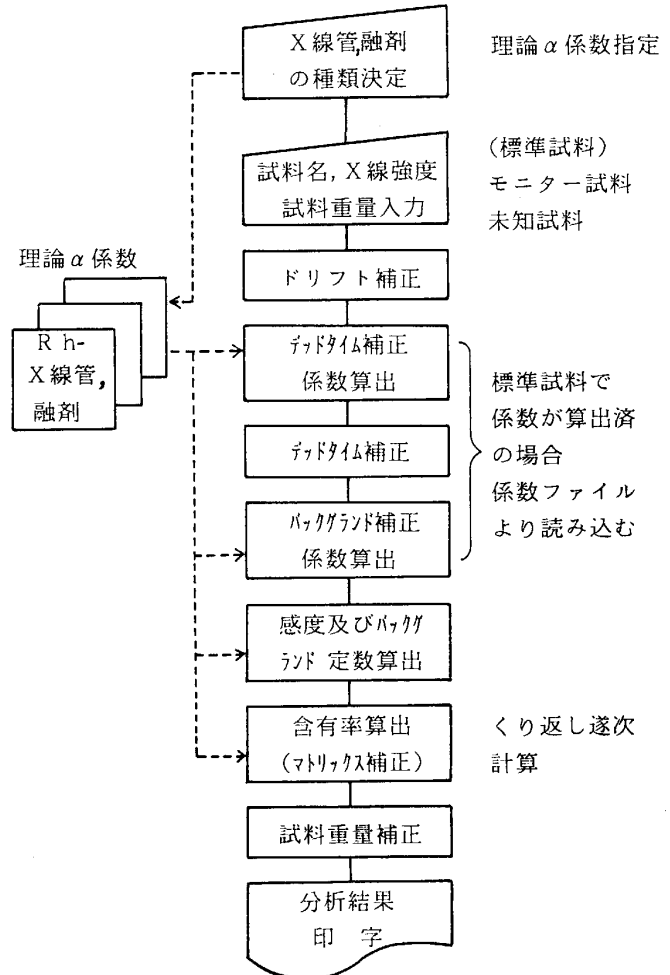 X線管,融剤
の種類決定
理論α係数指定
試料名,X線強度
試料重量入力
(標準試料)
モニター試料
未知試料
ドリフト補正
理論α係数
Rh-
X線管,
融剤
デッドタイム補正
係数算出
デッドタイム補正
バックグランド補正
係数算出
標準試料で
係数が算出済
の場合
係数ファイル
より読み込む
感度及びバックグ
ランド定数算出
含有率算出
(マトリックス補正)
くり返し遂次
計算
試料重量補正
分析結果
印字